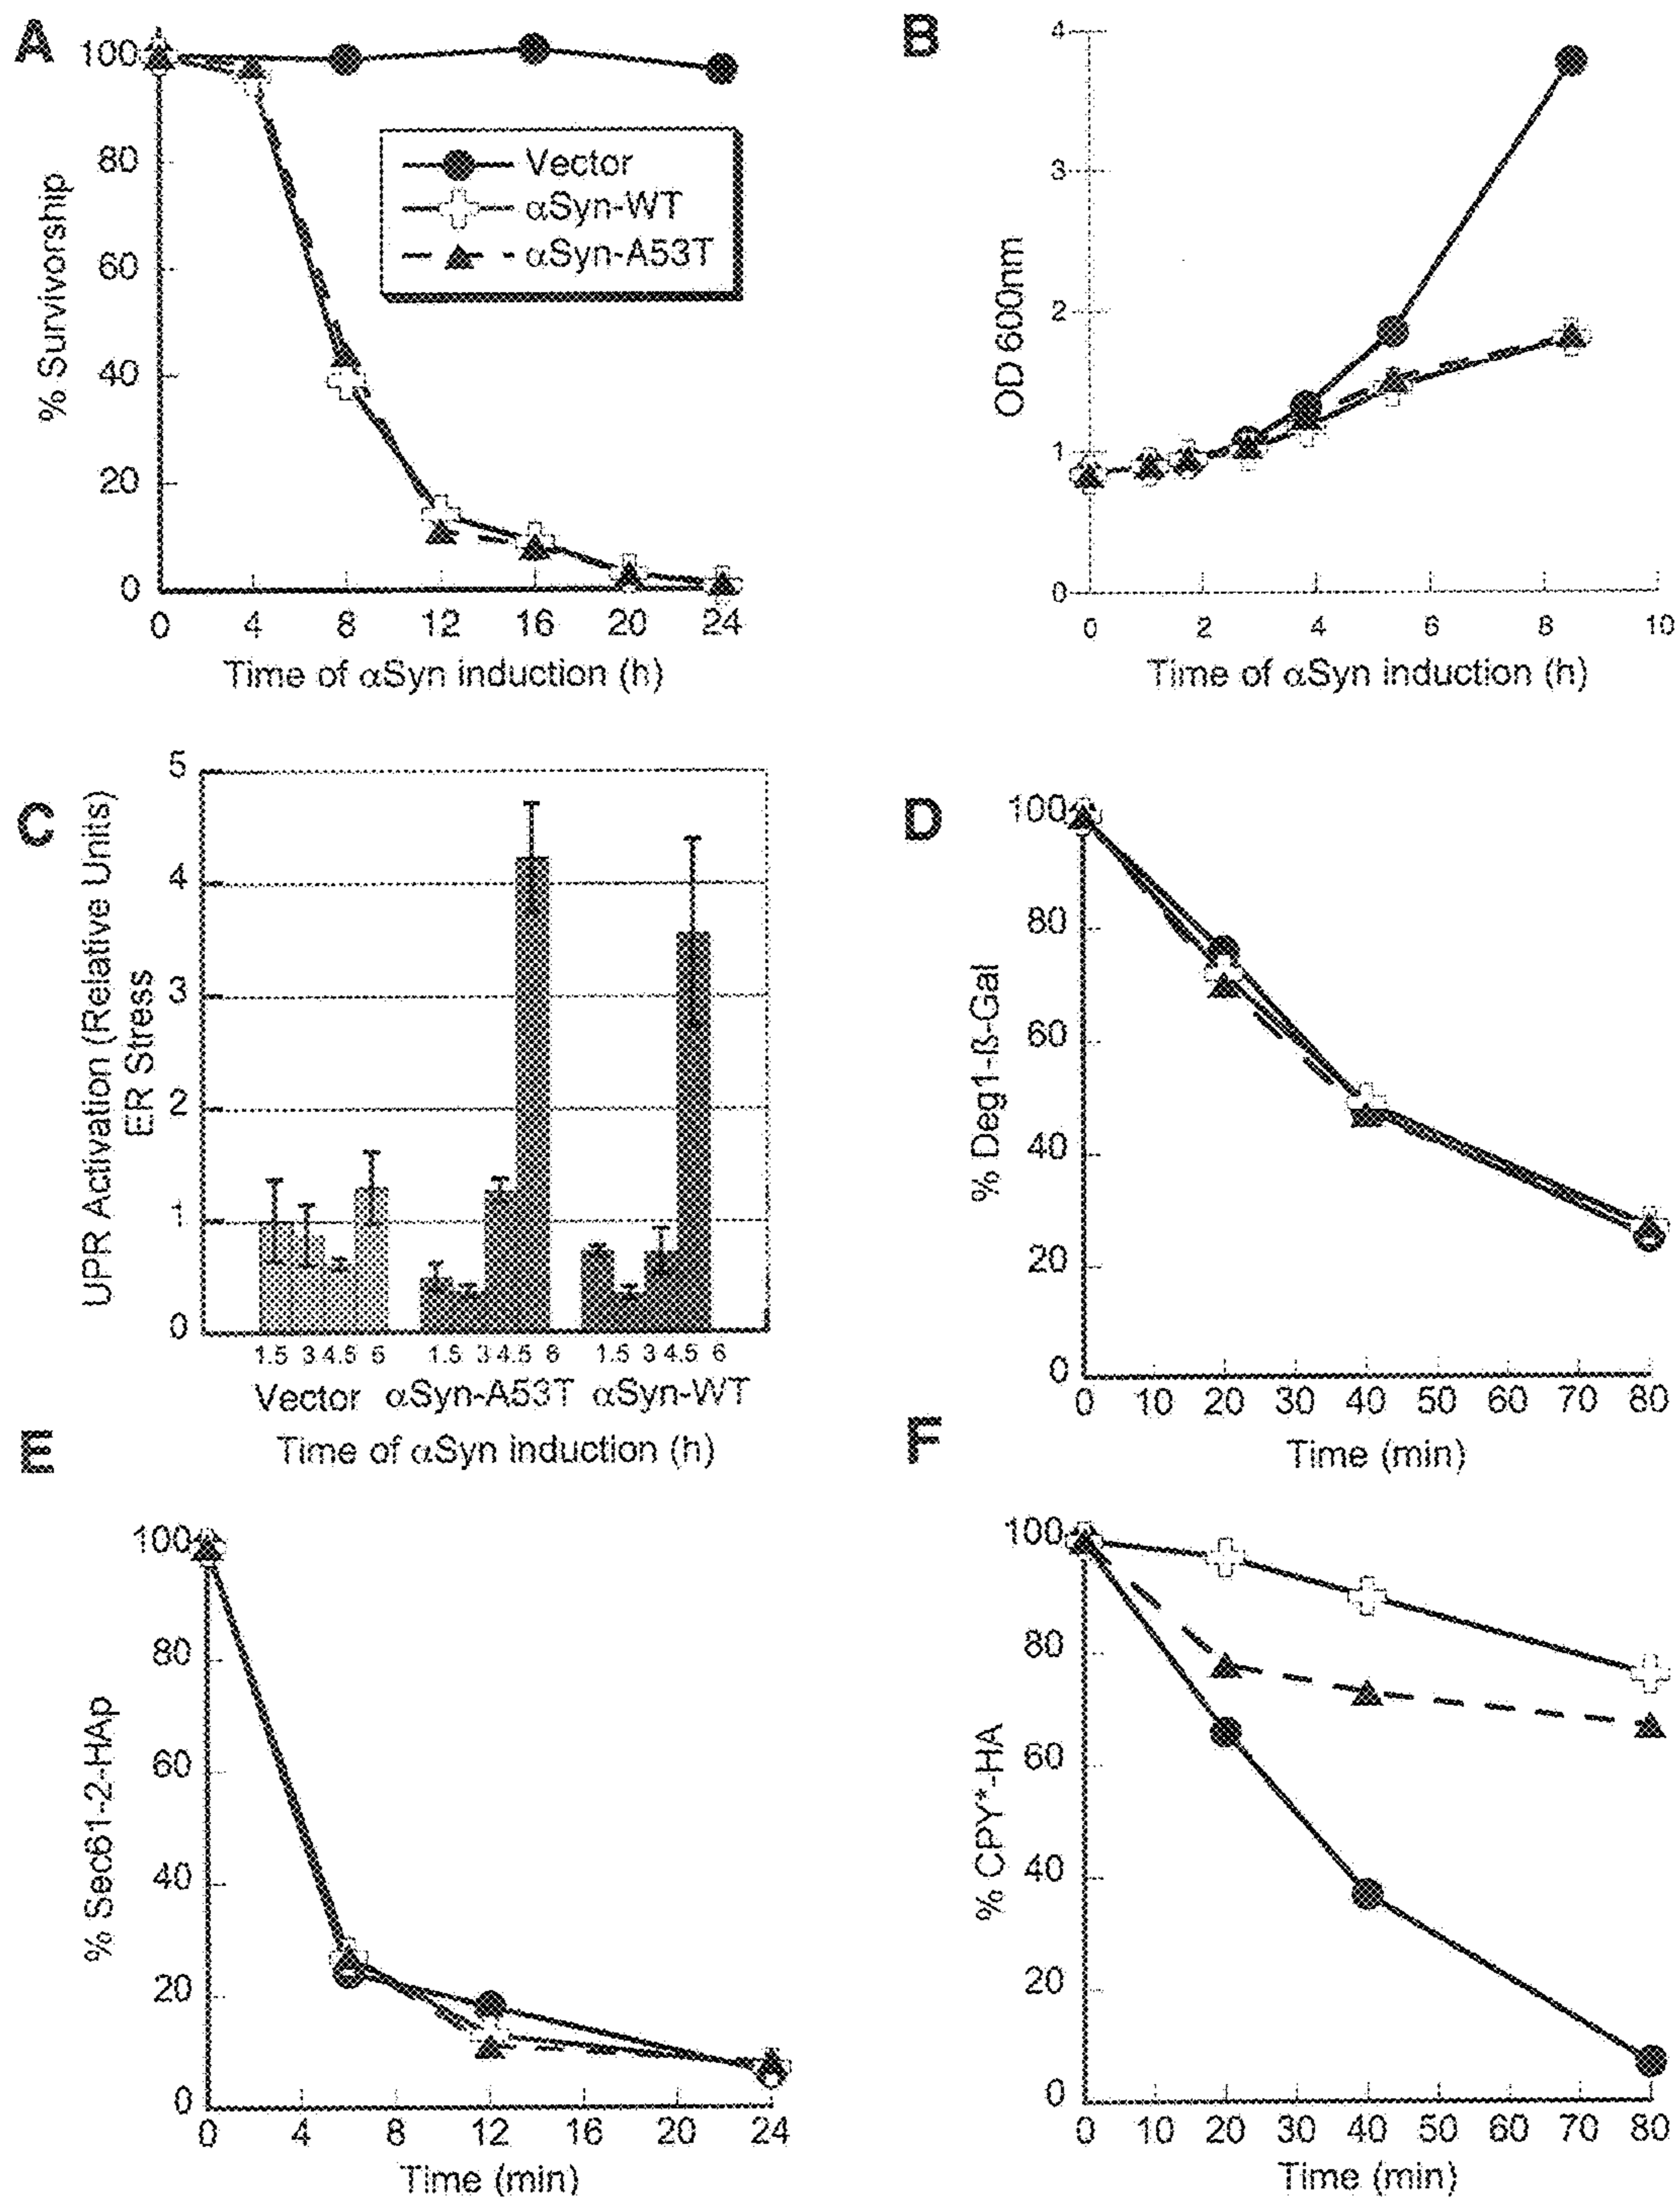 A
100
80
60
40
20
0
% Survivorship
Vector
αSyn-WT
αSyn-A53T
0 4 8 12 16 20 24
Time of αSyn induction (h)
B
4
3
2
1
0
OD 600nm
0 2 4 6 8 10
Time of αSyn induction (h)
C
5
4
3
2
1
0
UPR Activation (Relative Units)
ER Stress
1.5 3 4.5 6 1.5 3 4.5 6 1.5 3 4.5 6
Vector αSyn-A53T αSyn-WT
Time of αSyn induction (h)
D
100
80
60
40
20
0
% Deg1-ß-Gal
0 10 20 30 40 50 60 70 80
Time (min)
E
100
80
60
40
20
0
% Sec61-2-HAp
0 4 8 12 16 20 24
Time (min)
F
100
80
60
40
20
0
% CPY*-HA
0 10 20 30 40 50 60 70 80
Time (min)